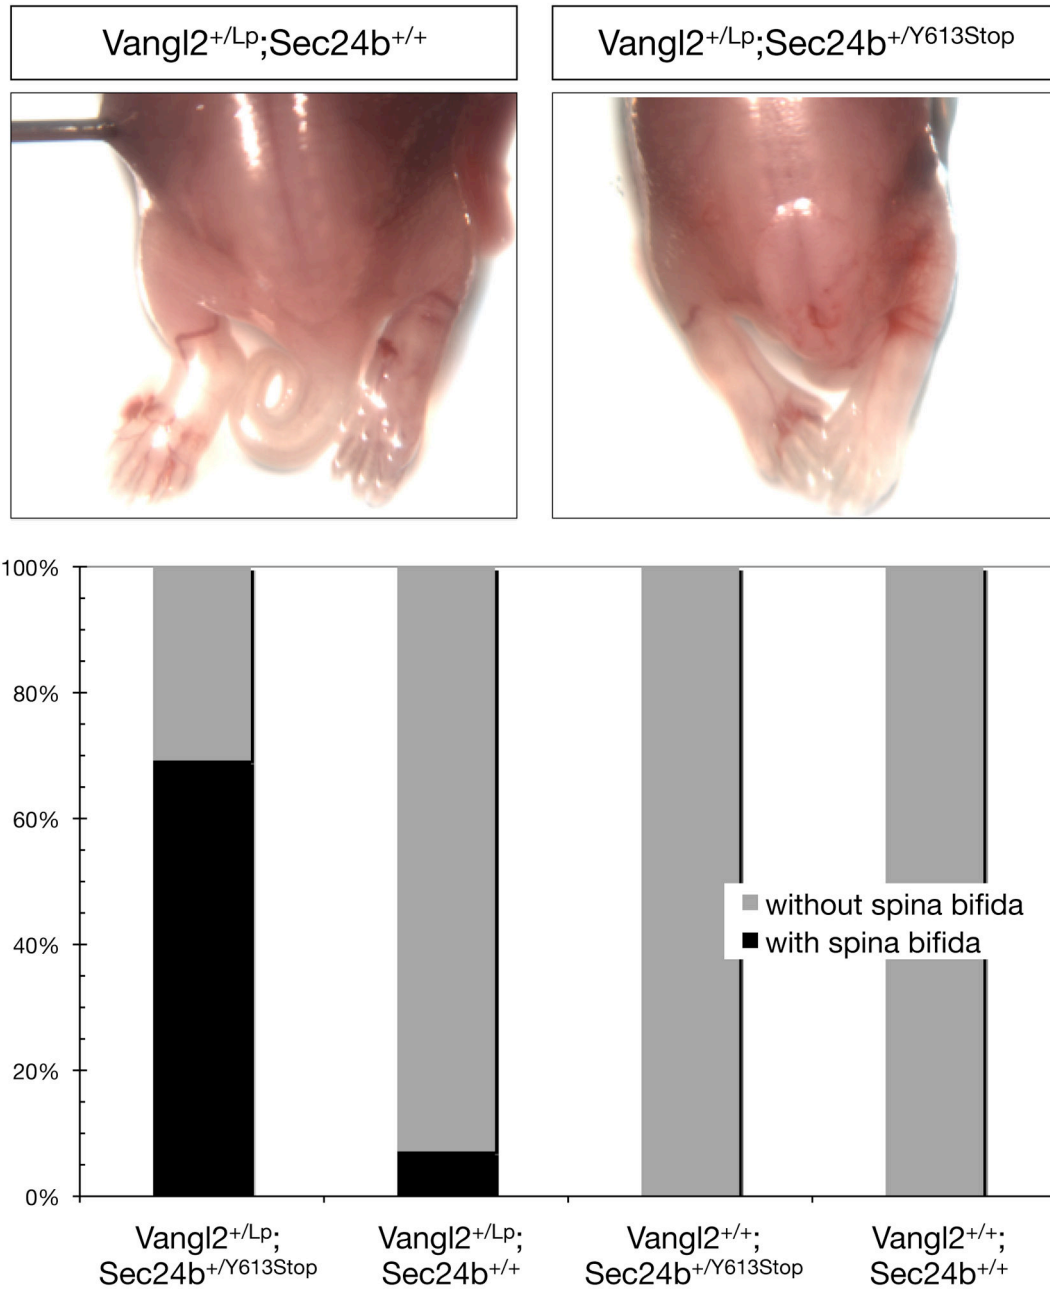 Vangl2+/Lp;Sec24b+/+
Vangl2+/Lp;Sec24b+/Y613Stop
100%
80%
60%
40%
20%
0%
without spina bifida
with spina bifida
Vangl2+/Lp;
Sec24b+/Y613Stop
Vangl2+/Lp;
Sec24b+/+
Vangl2+/+;
Sec24b+/Y613Stop
Vangl2+/+;
Sec24b+/+